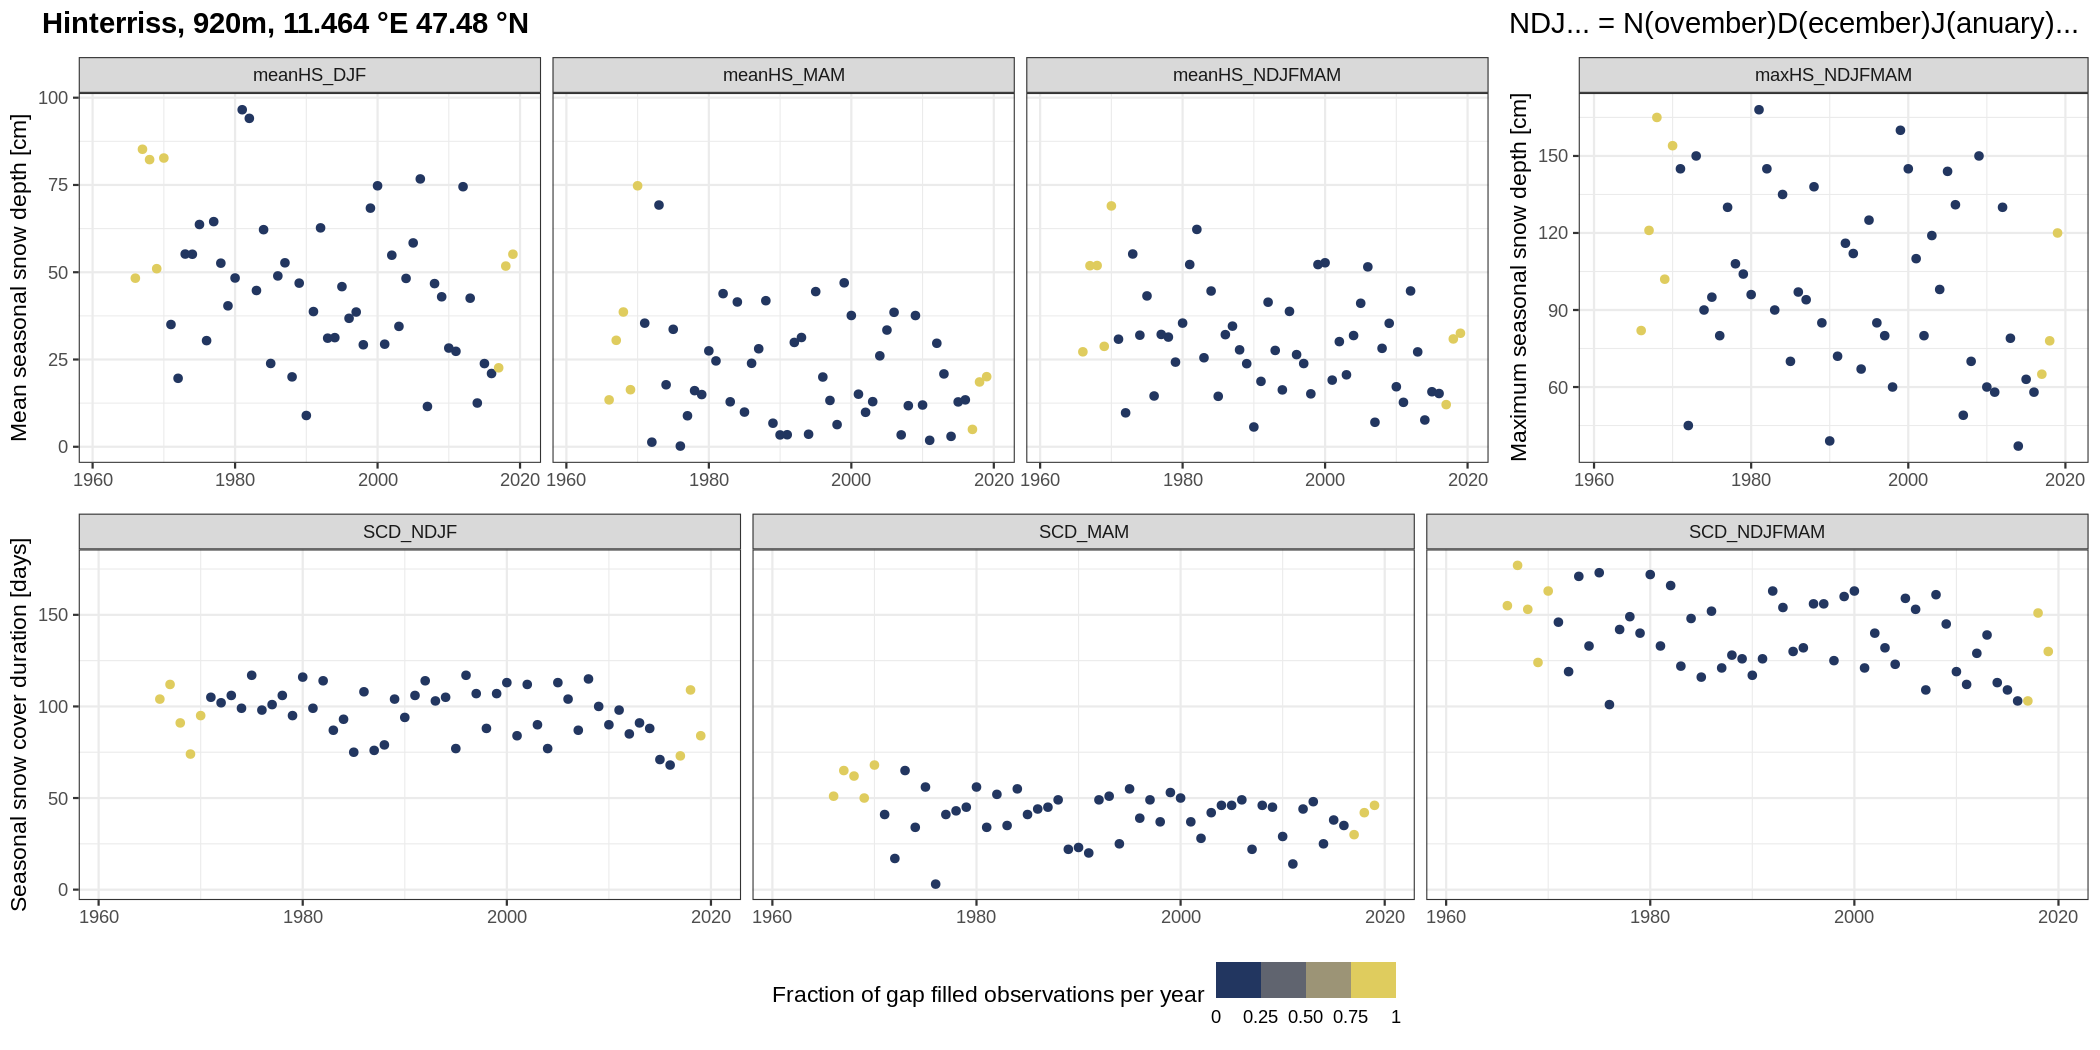 Hinterriss, 920m, 11.464 °E 47.48 °N
NDJ... = N(ovember)D(ecember)J(anuary)...
meanHS_DJF
meanHS_MAM
meanHS_NDJFMAM
maxHS_NDJFMAM
Mean seasonal snow depth [cm]
100
75
50
25
0
1960 1980 2000 2020
1960 1980 2000 2020
1960 1980 2000 2020
Maximum seasonal snow depth [cm]
150
120
90
60
1960 1980 2000 2020
SCD_NDJF
SCD_MAM
SCD_NDJFMAM
Seasonal snow cover duration [days]
150
100
50
0
1960 1980 2000 2020
1960 1980 2000 2020
1960 1980 2000 2020
Fraction of gap filled observations per year
0 0.25 0.50 0.75 1